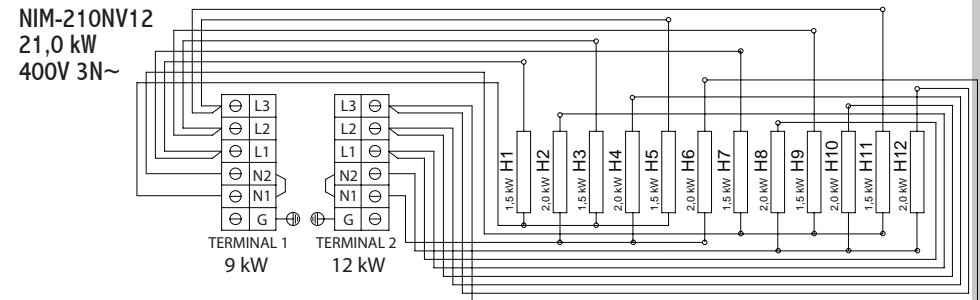 NIM-210NV12
21,0 kW
400V 3N~
L3
L2
L1
N2
N1
G
TERMINAL 1
9 kW
L3
L2
L1
N2
N1
G
TERMINAL 2
12 kW
1,5 kW H1
2,0 kW H2
1,5 kW H3
2,0 kW H4
1,5 kW H5
2,0 kW H6
1,5 kW H7
2,0 kW H8
1,5 kW H9
2,0 kW H10
1,5 kW H11
2,0 kW H12